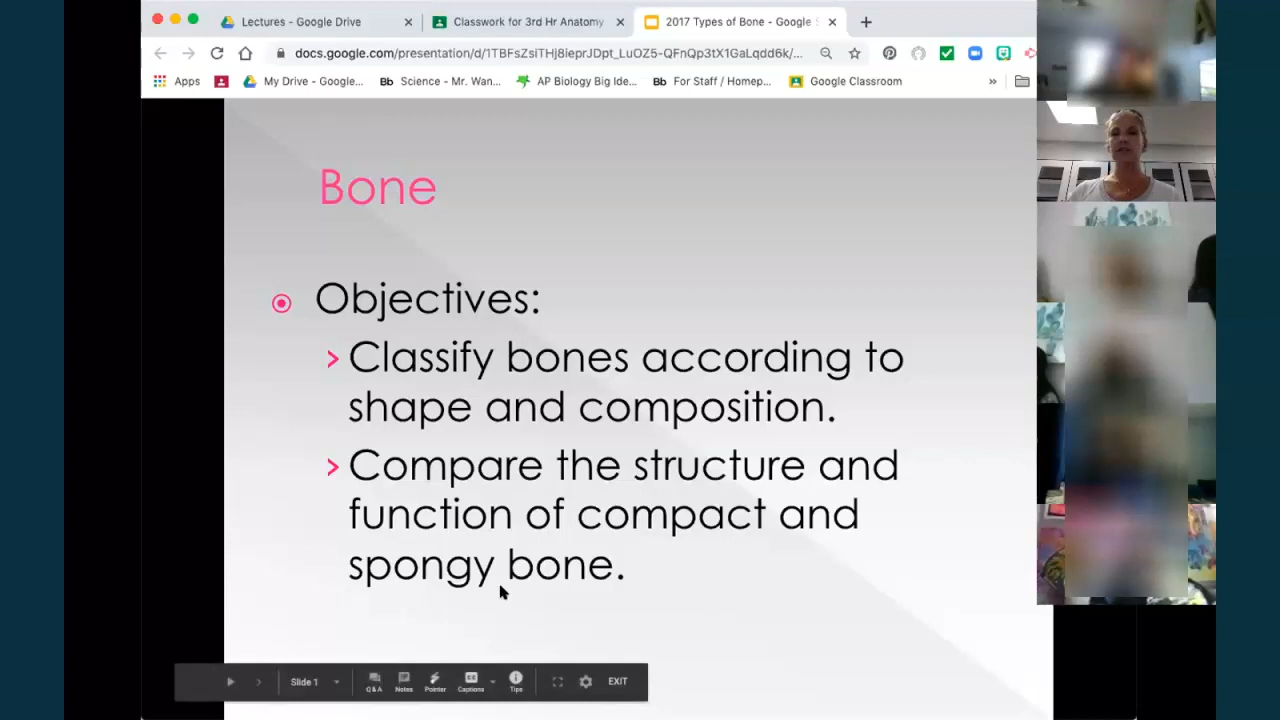 Lectures - Google Drive
Classwork for 3rd Hr Anatomy
2017 Types of Bone - Google S
docs.google.com/presentation/d/1TBFsZsiTHj8ieprJDpt_LuOZ5-QFnQp3tX1GaLqdd6k/...
Apps
My Drive - Google...
Bb Science - Mr. Wan...
AP Biology Big Ide...
Bb For Staff / Homep...
Google Classroom
Bone
Objectives:
Classify bones according to
shape and composition.
Compare the structure and
function of compact and
spongy bone.
Slide 1
Q&A
Notes
Pointer
CC
Captions
Tips
EXIT